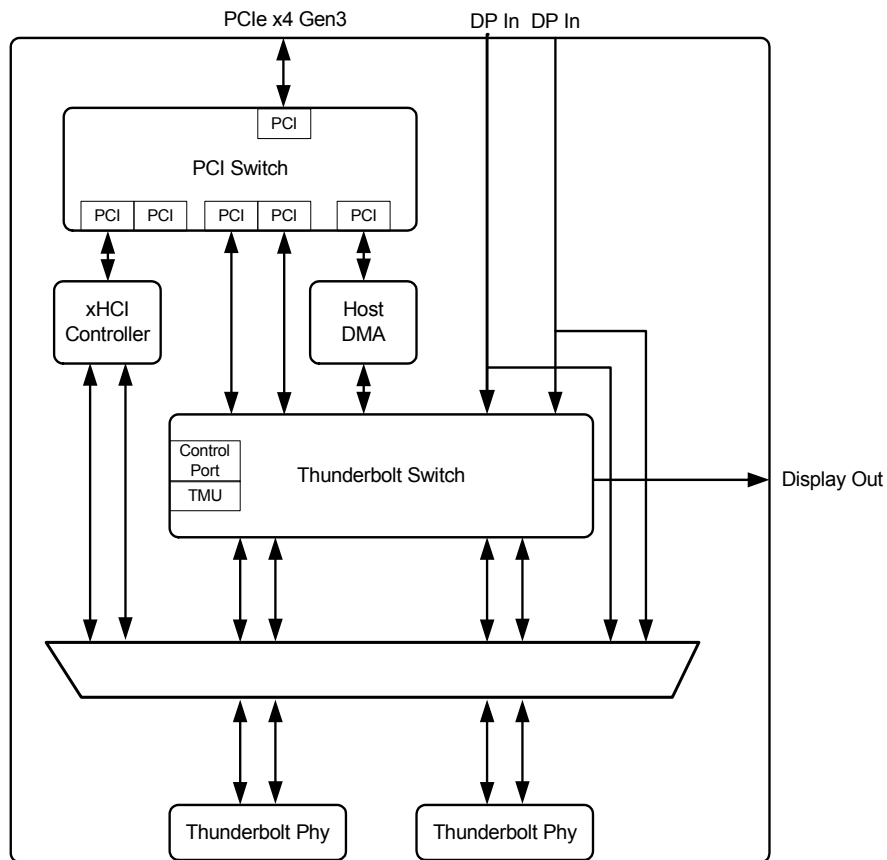 PCIe x4 Gen3
DP In DP In
PCI
PCI Switch
PCI PCI PCI PCI PCI
xHCI
Controller
Host
DMA
Control
Port
TMU
Thunderbolt Switch
Display Out
Thunderbolt Phy
Thunderbolt Phy